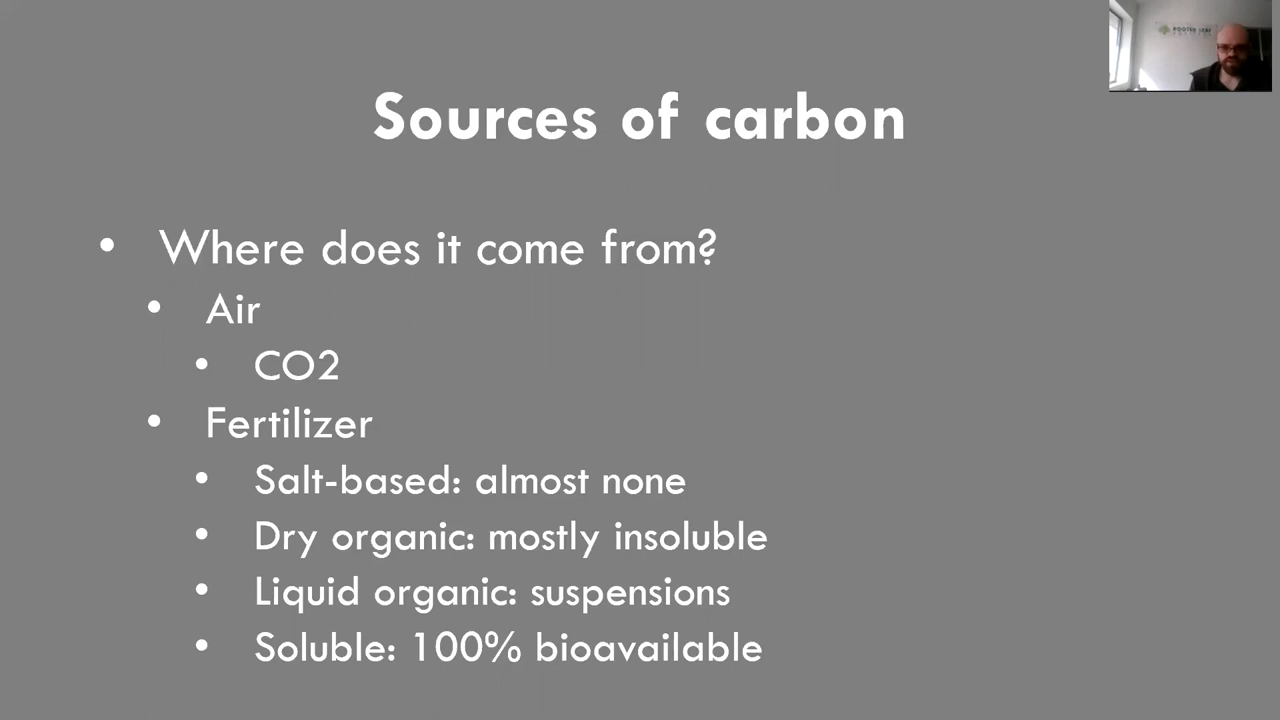 Sources of carbon
• Where does it come from?
• Air
• CO2
• Fertilizer
• Salt-based: almost none
• Dry organic: mostly insoluble
• Liquid organic: suspensions
• Soluble: 100% bioavailable